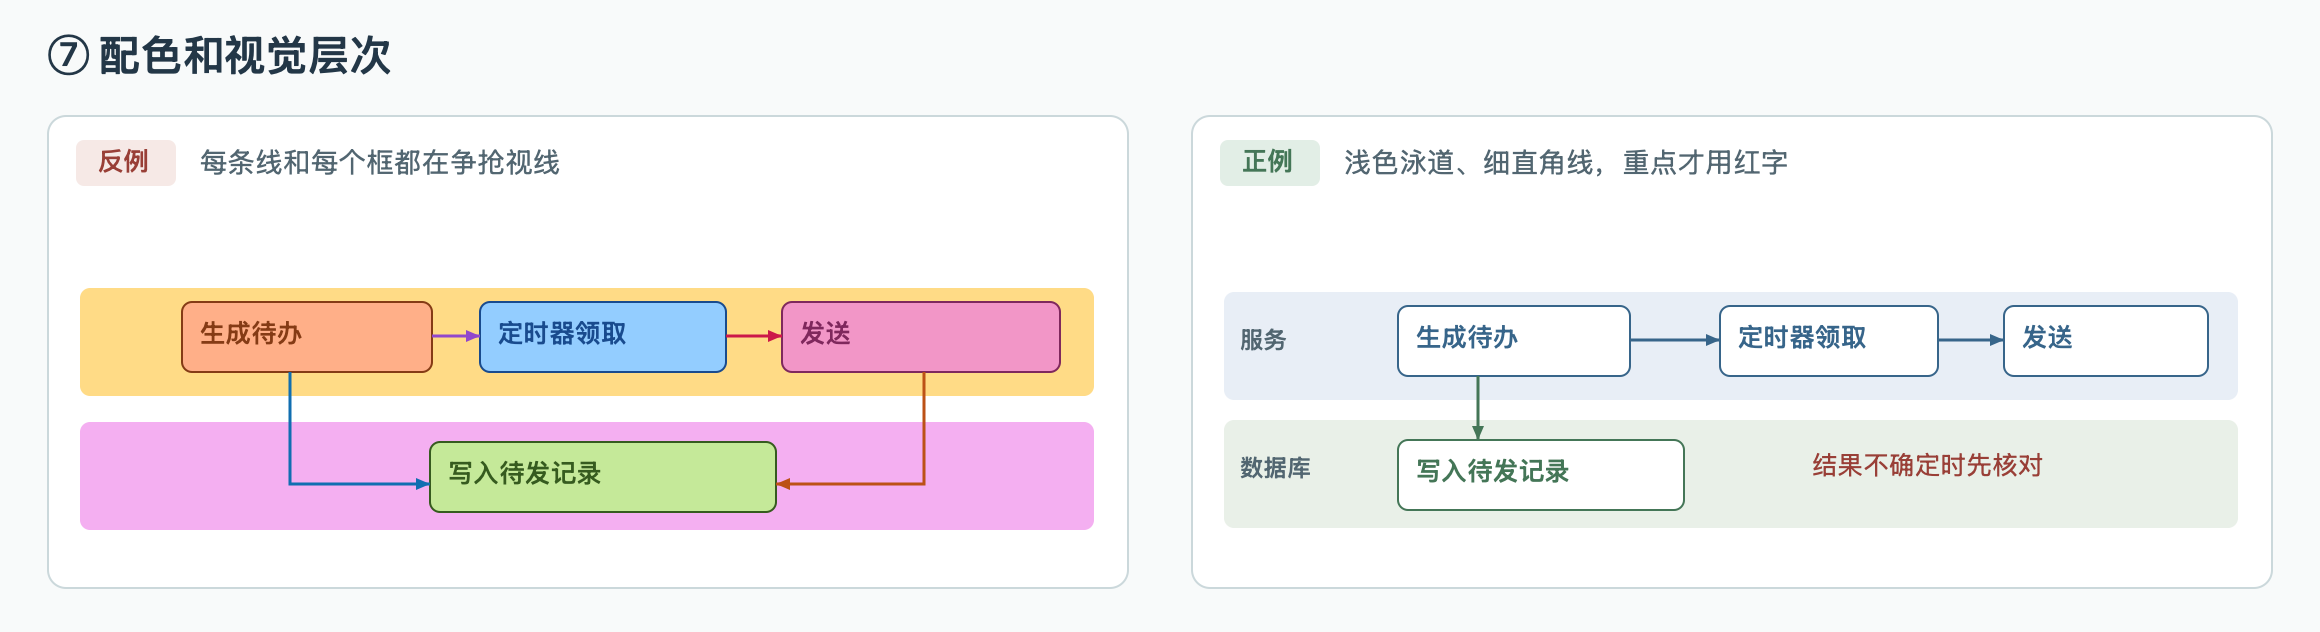 ⑦ 配色和视觉层次
反例
每条线和每个框都在争抢视线
生成待办
定时器领取
发送
写入待发记录
正例
浅色泳道、细直角线，重点才用红字
服务
生成待办
定时器领取
发送
数据库
写入待发记录
结果不确定时先核对